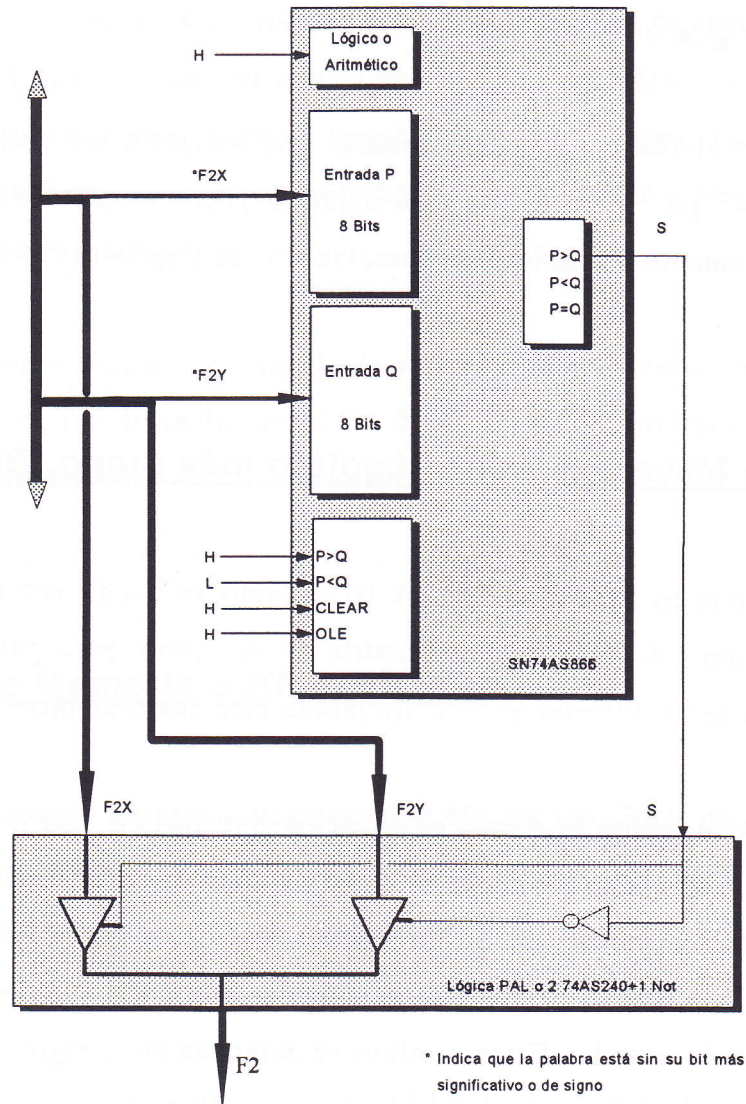 Lógico o
Aritmético
H
*F2X
Entrada P
8 Bits
S
P>Q
P<Q
P=Q
*F2Y
Entrada Q
8 Bits
H
P>Q
L
P<Q
H
CLEAR
H
OLE
SN74AS866
F2X
F2Y
S
Lógica PAL o 2 74AS240+1 Not
F2
* Indica que la palabra está sin su bit más
significativo o de signo